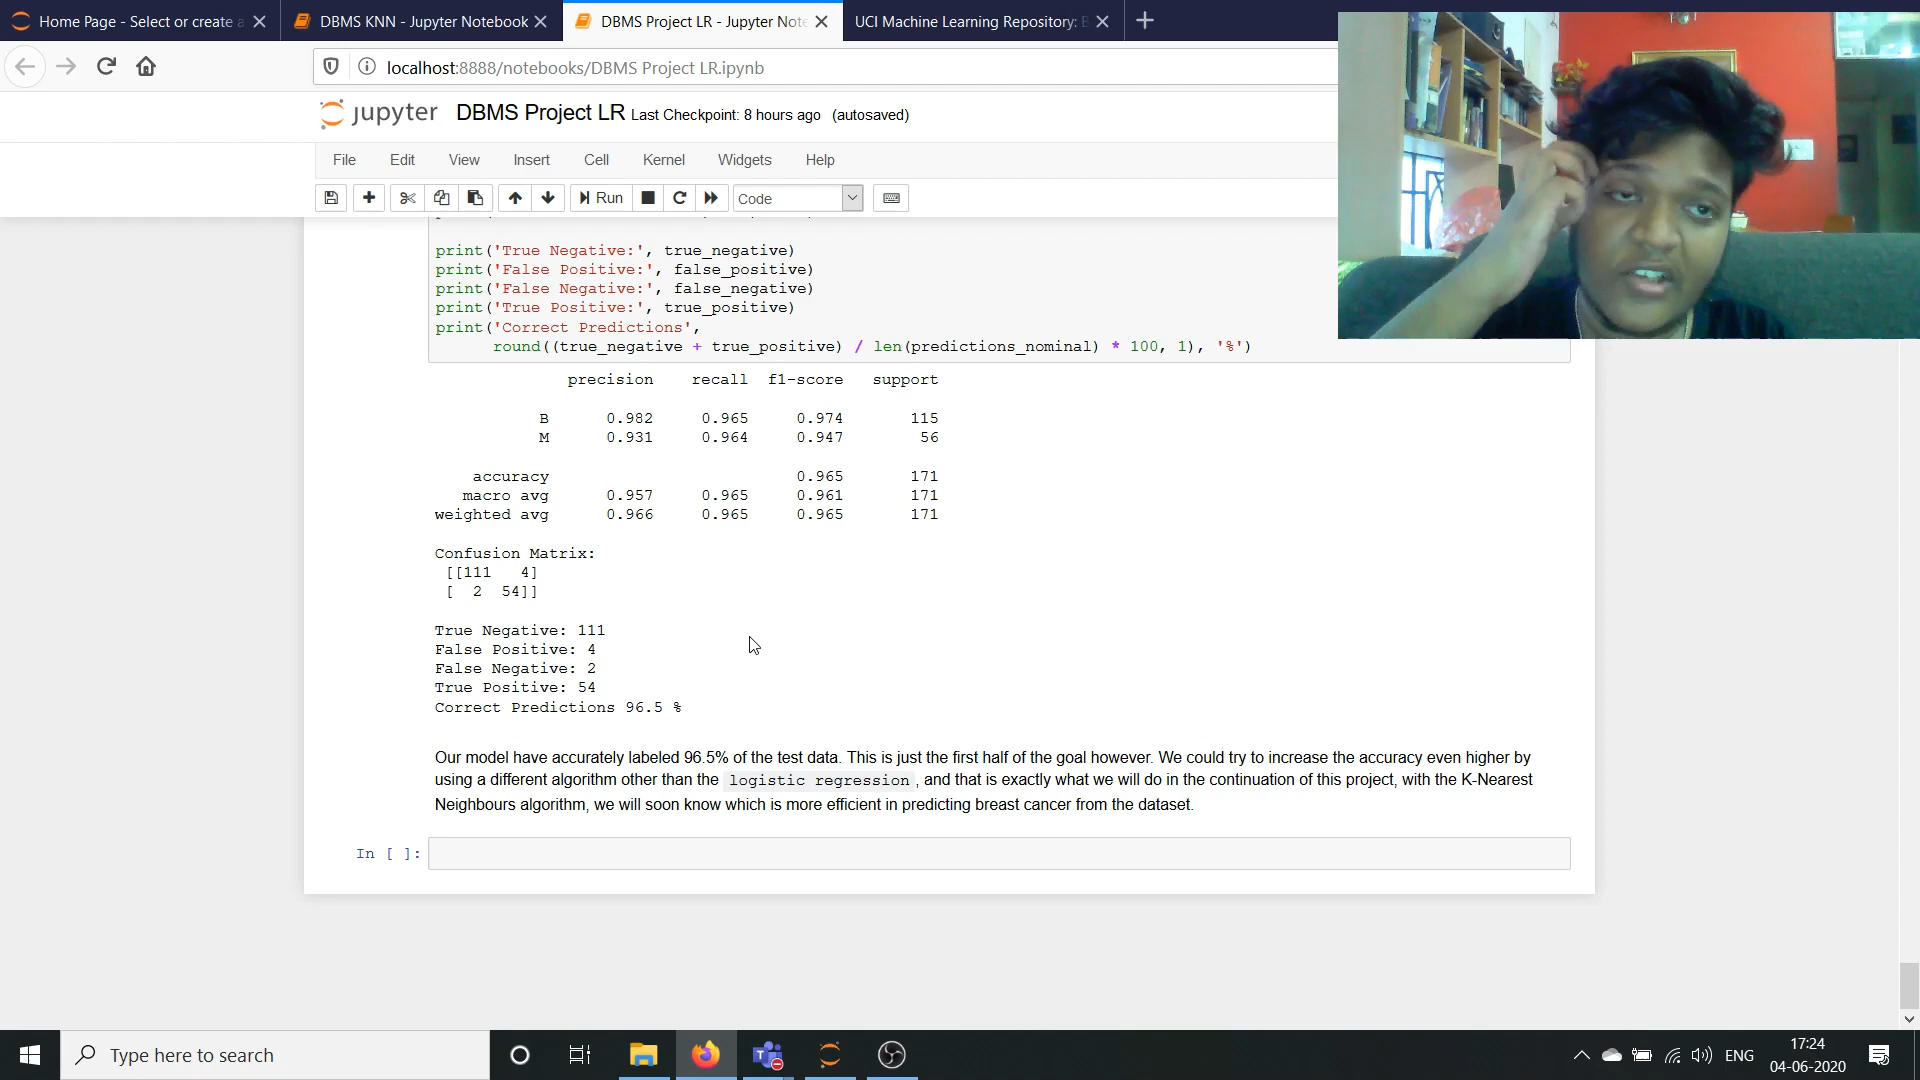 Home Page - Select or create a
DBMS KNN - Jupyter Notebook
DBMS Project LR - Jupyter Note
UCI Machine Learning Repository: B
localhost:8888/notebooks/DBMS Project LR.ipynb
jupyter DBMS Project LR Last Checkpoint: 8 hours ago (autosaved)
File Edit View Insert Cell Kernel Widgets Help
Run Code
print('True Negative:', true_negative)
print('False Positive:', false_positive)
print('False Negative:', false_negative)
print('True Positive:', true_positive)
print('Correct Predictions',
round((true_negative + true_positive) / len(predictions_nominal) * 100, 1), '%')
precision recall f1-score support
B 0.982 0.965 0.974 115
M 0.931 0.964 0.947 56
accuracy 0.965 171
macro avg 0.957 0.965 0.961 171
weighted avg 0.966 0.965 0.965 171
Confusion Matrix:
[[111 4]
[ 2 54]]
True Negative: 111
False Positive: 4
False Negative: 2
True Positive: 54
Correct Predictions 96.5 %
Our model have accurately labeled 96.5% of the test data. This is just the first half of the goal however. We could try to increase the accuracy even higher by
using a different algorithm other than the logistic regression , and that is exactly what we will do in the continuation of this project, with the K-Nearest
Neighbours algorithm, we will soon know which is more efficient in predicting breast cancer from the dataset.
In [ ]:
Type here to search
ENG
17:24
04-06-2020